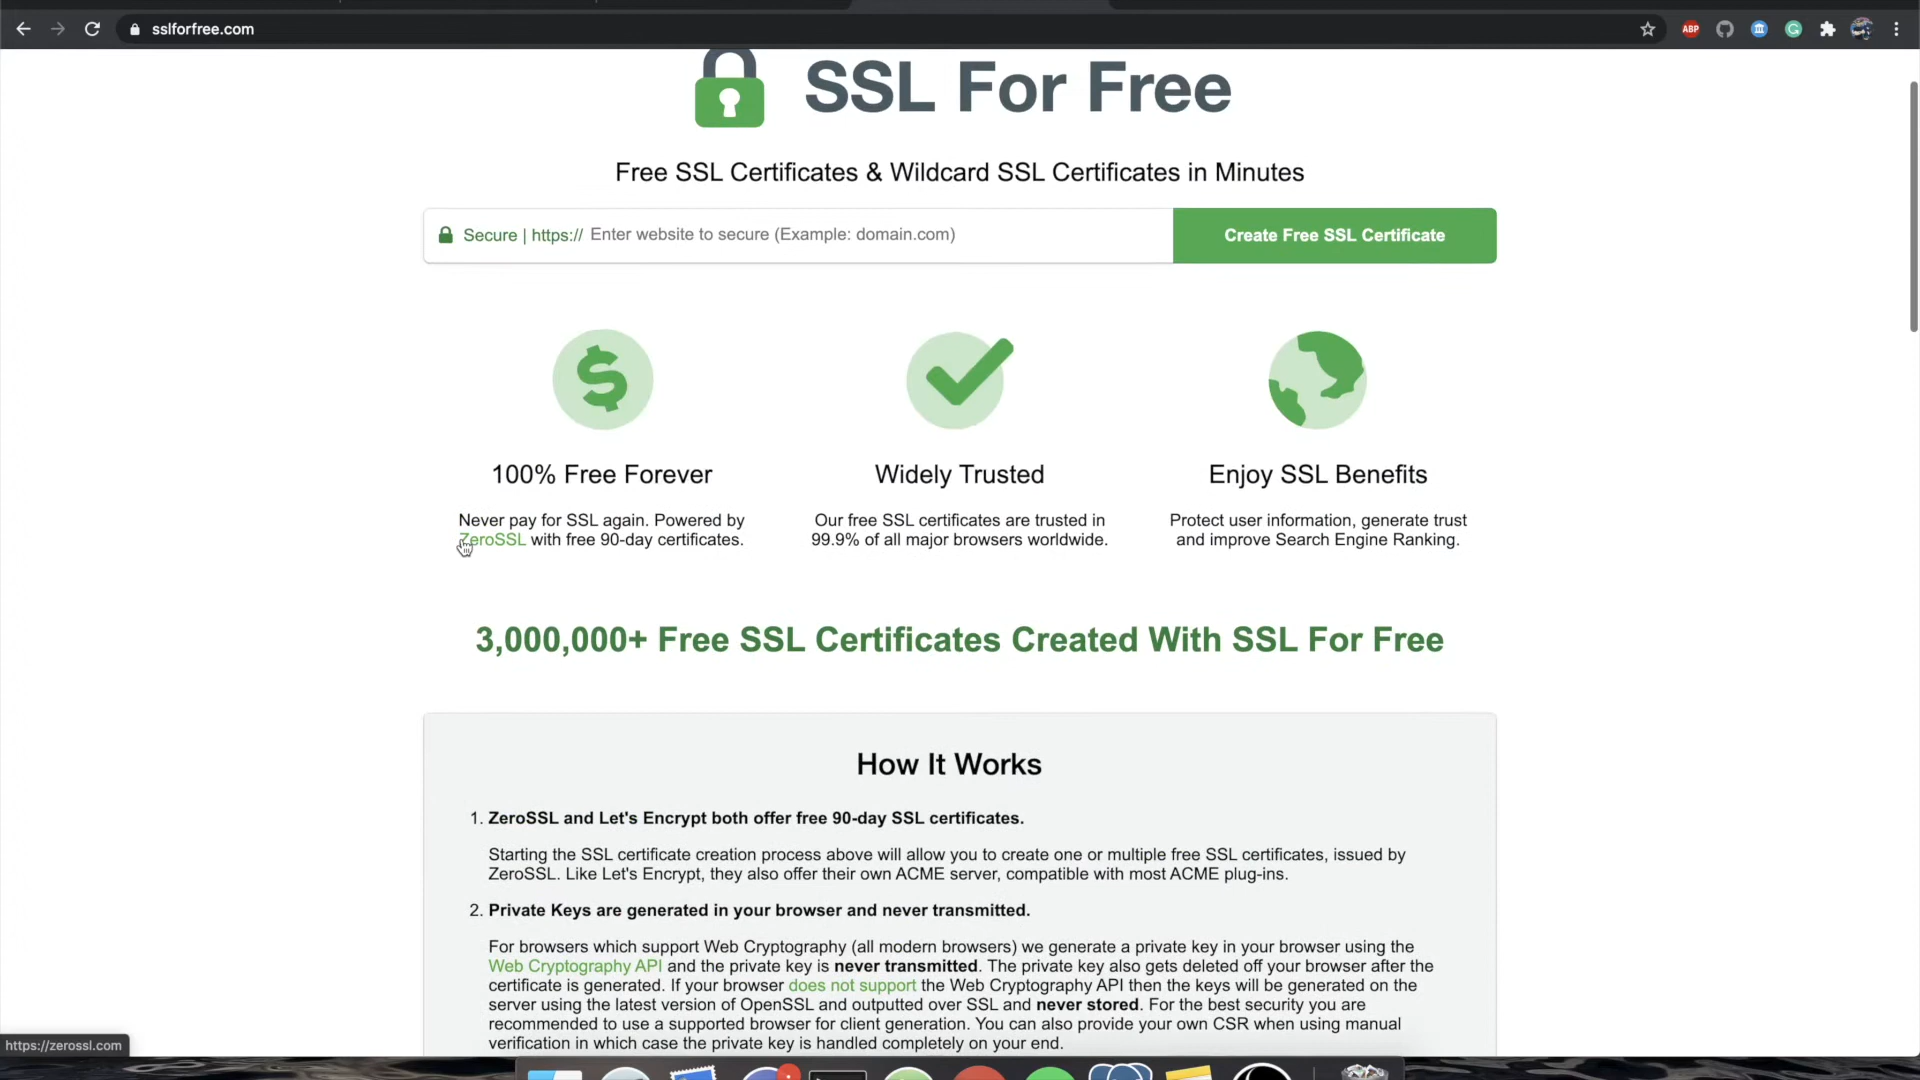 sslforfree.com
ABP
SSL For Free
Free SSL Certificates & Wildcard SSL Certificates in Minutes
Secure | https:// Enter website to secure (Example: domain.com)
Create Free SSL Certificate
100% Free Forever
Never pay for SSL again. Powered by
ZeroSSL with free 90-day certificates.
Widely Trusted
Our free SSL certificates are trusted in
99.9% of all major browsers worldwide.
Enjoy SSL Benefits
Protect user information, generate trust
and improve Search Engine Ranking.
3,000,000+ Free SSL Certificates Created With SSL For Free
How It Works
1. ZeroSSL and Let's Encrypt both offer free 90-day SSL certificates.
Starting the SSL certificate creation process above will allow you to create one or multiple free SSL certificates, issued by
ZeroSSL. Like Let's Encrypt, they also offer their own ACME server, compatible with most ACME plug-ins.
2. Private Keys are generated in your browser and never transmitted.
For browsers which support Web Cryptography (all modern browsers) we generate a private key in your browser using the
Web Cryptography API and the private key is never transmitted. The private key also gets deleted off your browser after the
certificate is generated. If your browser does not support the Web Cryptography API then the keys will be generated on the
server using the latest version of OpenSSL and outputted over SSL and never stored. For the best security you are
recommended to use a supported browser for client generation. You can also provide your own CSR when using manual
verification in which case the private key is handled completely on your end.
https://zerossl.com